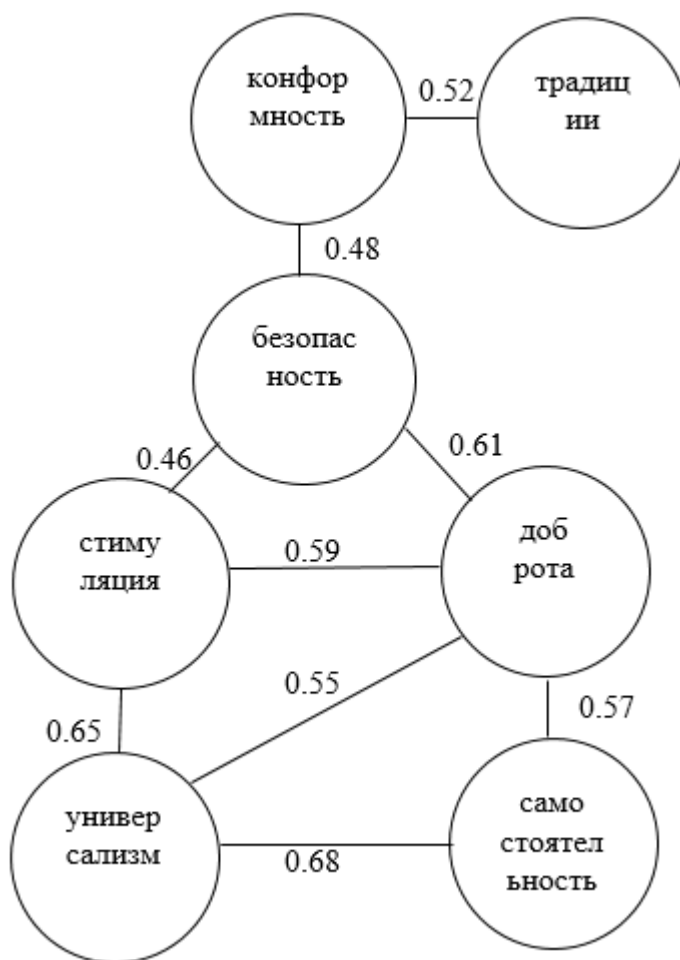 конфор
мность
0.52
традиц
ии
0.48
безопас
ность
0.46
0.61
стиму
ляция
0.59
доб
рота
0.55
0.57
0.65
универ
сализм
0.68
само
стоятел
ьность